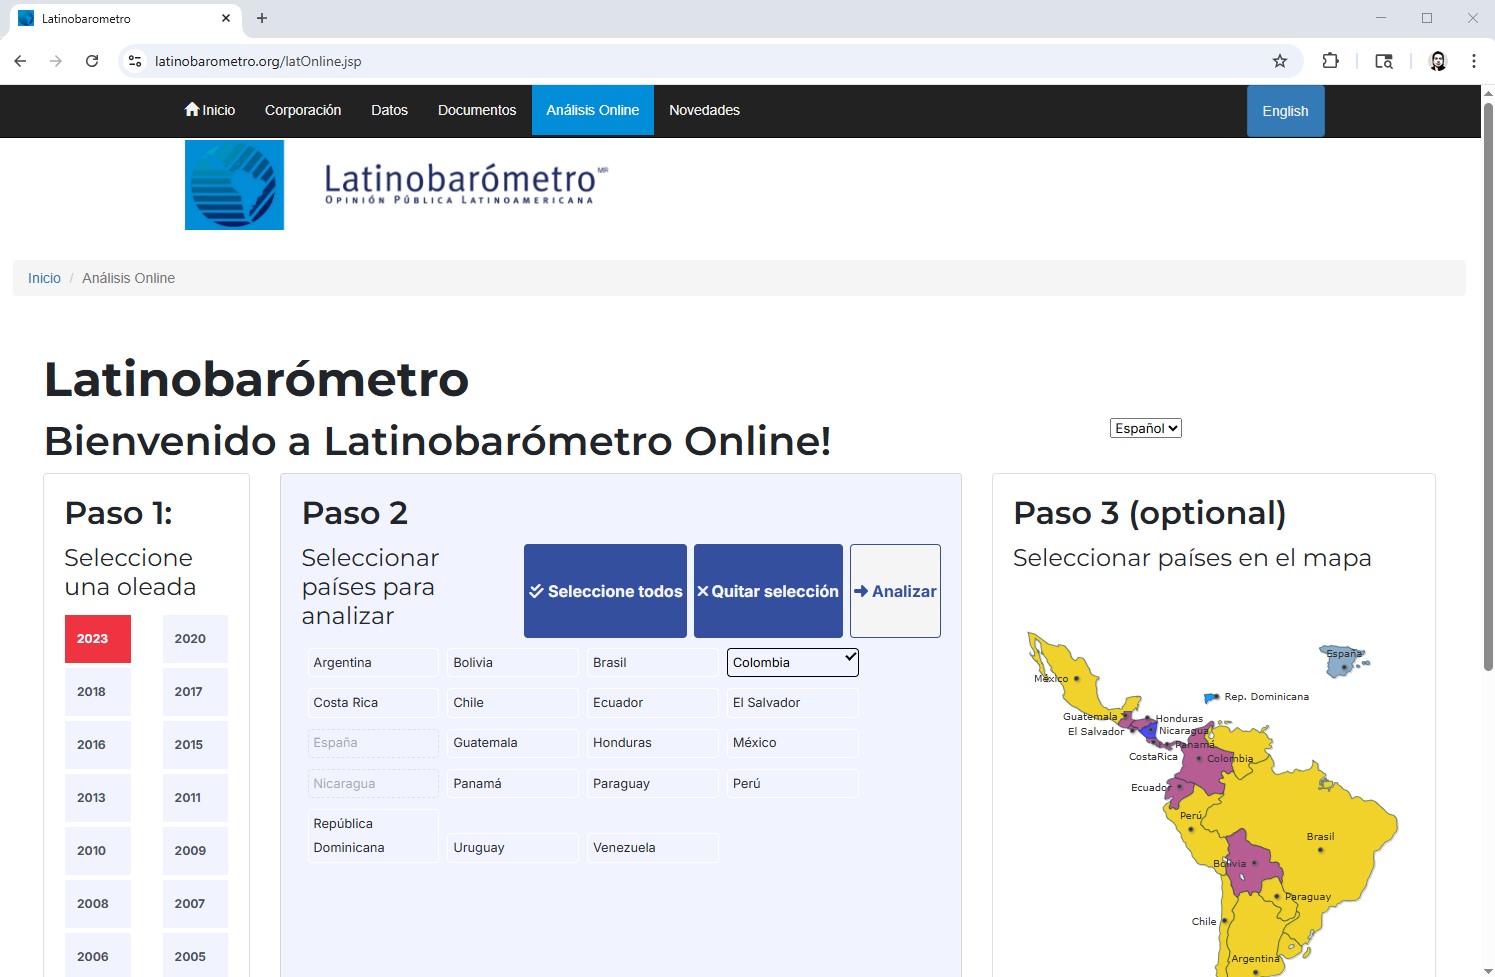 Latinobarometro
latinobarometro.org/latOnline.jsp
Inicio
Corporación
Datos
Documentos
Análisis Online
Novedades
English
Latinobarómetro MR
OPINIÓN PÚBLICA LATINOAMERICANA
Inicio / Análisis Online
Latinobarómetro
Bienvenido a Latinobarómetro Online!
Español
Paso 1:
Seleccione
una oleada
2023 2020
2018 2017
2016 2015
2013 2011
2010 2009
2008 2007
2006 2005
Paso 2
Seleccionar
países para
analizar
Seleccione todos
Quitar selección
Analizar
Argentina Bolivia Brasil Colombia
Costa Rica Chile Ecuador El Salvador
España Guatemala Honduras México
Nicaragua Panamá Paraguay Perú
República
Dominicana Uruguay Venezuela
Paso 3 (optional)
Seleccionar países en el mapa
España
México
Rep. Dominicana
Guatemala
Honduras
El Salvador
Nicaragua
Panamá
CostaRica
Colombia
Ecuador
Perú
Brasil
Bolivia
Paraguay
Chile
Argentina